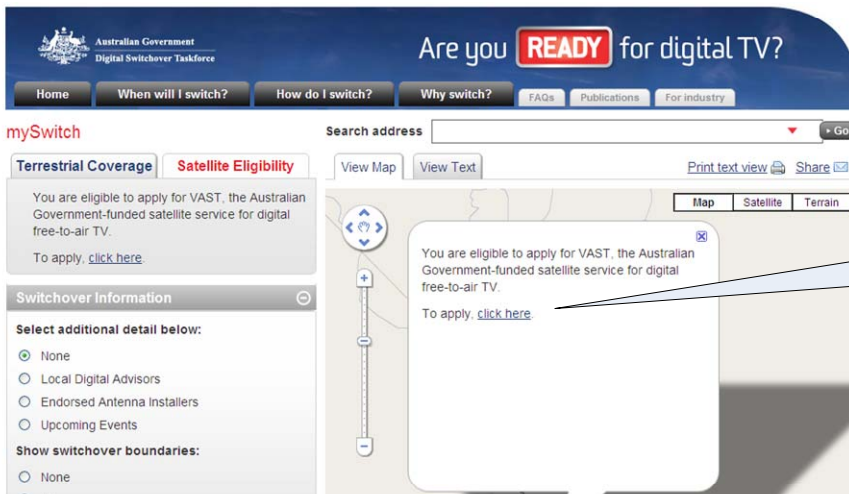 Australian Government
Digital Switchover Taskforce
Are you READY for digital TV?
Home
When will I switch?
How do I switch?
Why switch?
FAQs
Publications
For industry
mySwitch
Search address
Go
Terrestrial Coverage
Satellite Eligibility
View Map
View Text
Print text view
Share
You are eligible to apply for VAST, the Australian
Government-funded satellite service for digital
free-to-air TV.
To apply, click here.
Map
Satellite
Terrain
You are eligible to apply for VAST, the Australian
Government-funded satellite service for digital
free-to-air TV.
To apply, click here.
Switchover Information
Select additional detail below:
None
Local Digital Advisors
Endorsed Antenna Installers
Upcoming Events
Show switchover boundaries:
None